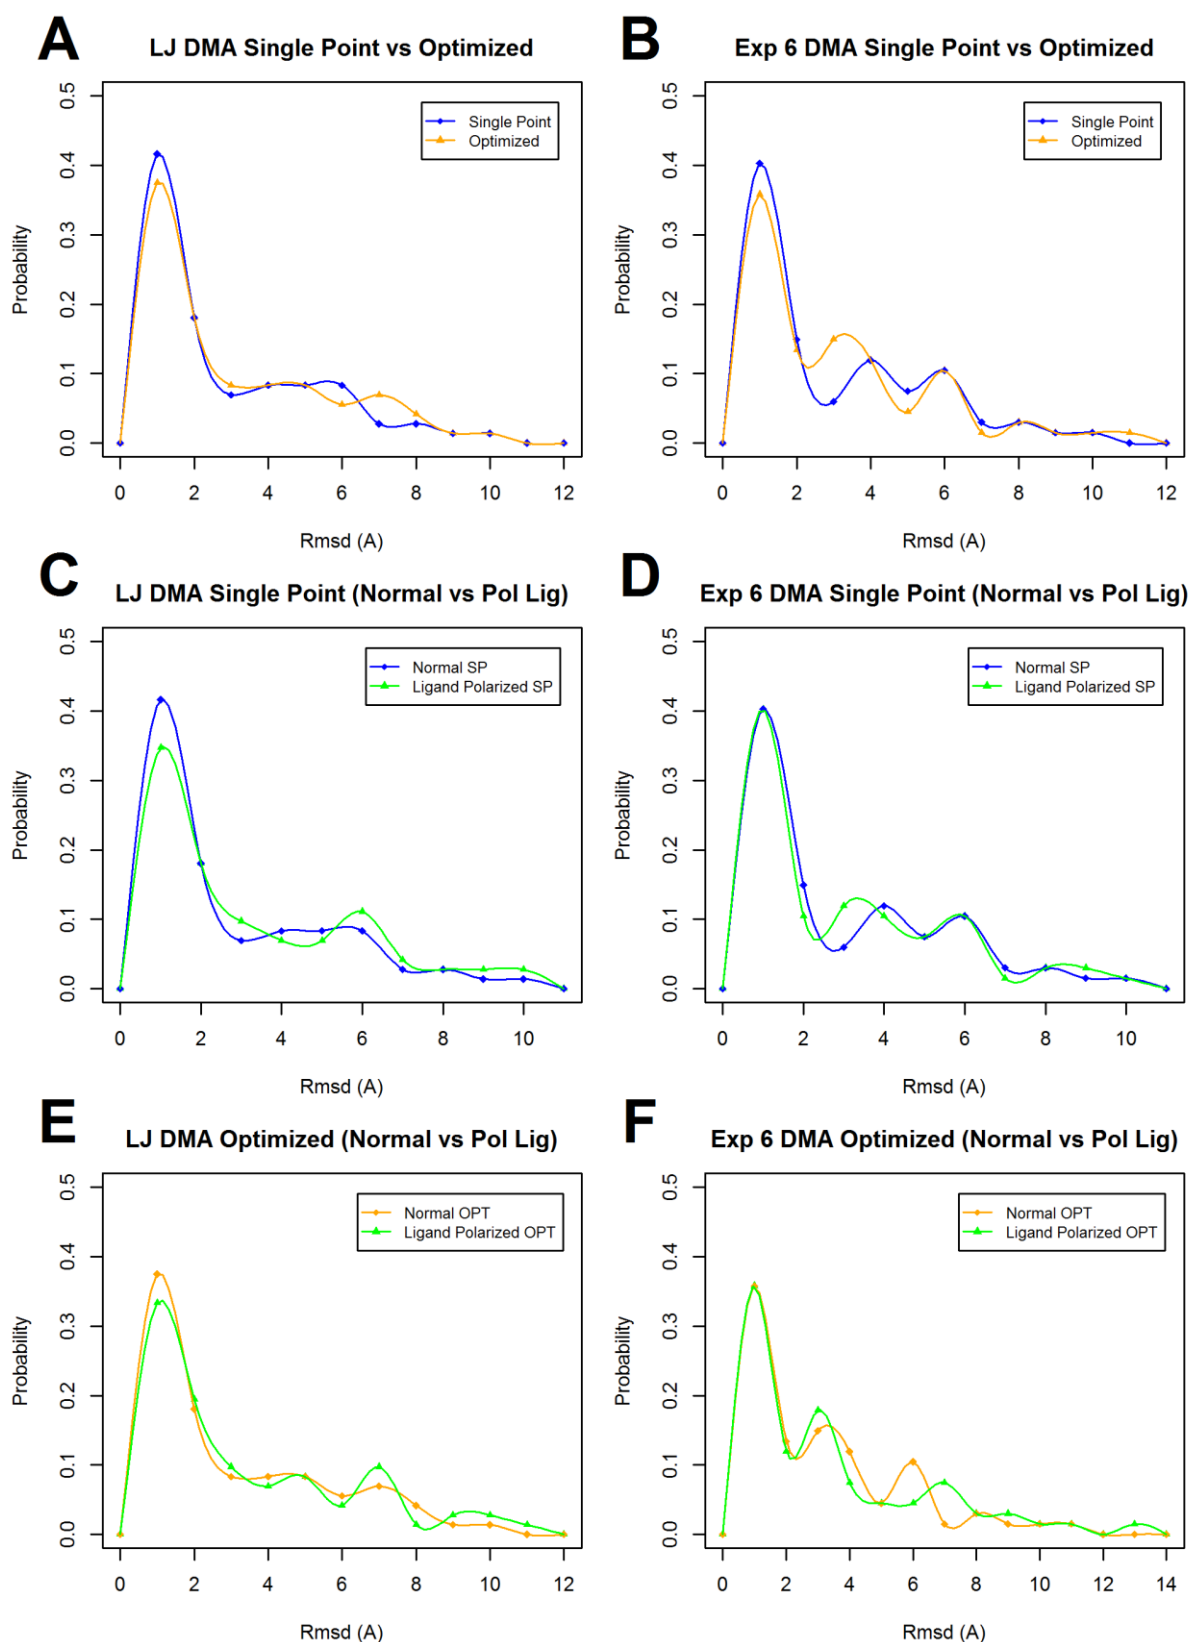 A
LJ DMA Single Point vs Optimized
Probability
0.0 0.1 0.2 0.3 0.4 0.5
Single Point
Optimized
0 2 4 6 8 10 12
Rmsd (A)
B
Exp 6 DMA Single Point vs Optimized
Probability
0.0 0.1 0.2 0.3 0.4 0.5
Single Point
Optimized
0 2 4 6 8 10 12
Rmsd (A)
C
LJ DMA Single Point (Normal vs Pol Lig)
Probability
0.0 0.1 0.2 0.3 0.4 0.5
Normal SP
Ligand Polarized SP
0 2 4 6 8 10
Rmsd (A)
D
Exp 6 DMA Single Point (Normal vs Pol Lig)
Probability
0.0 0.1 0.2 0.3 0.4 0.5
Normal SP
Ligand Polarized SP
0 2 4 6 8 10
Rmsd (A)
E
LJ DMA Optimized (Normal vs Pol Lig)
Probability
0.0 0.1 0.2 0.3 0.4 0.5
Normal OPT
Ligand Polarized OPT
0 2 4 6 8 10 12
Rmsd (A)
F
Exp 6 DMA Optimized (Normal vs Pol Lig)
Probability
0.0 0.1 0.2 0.3 0.4 0.5
Normal OPT
Ligand Polarized OPT
0 2 4 6 8 10 12 14
Rmsd (A)